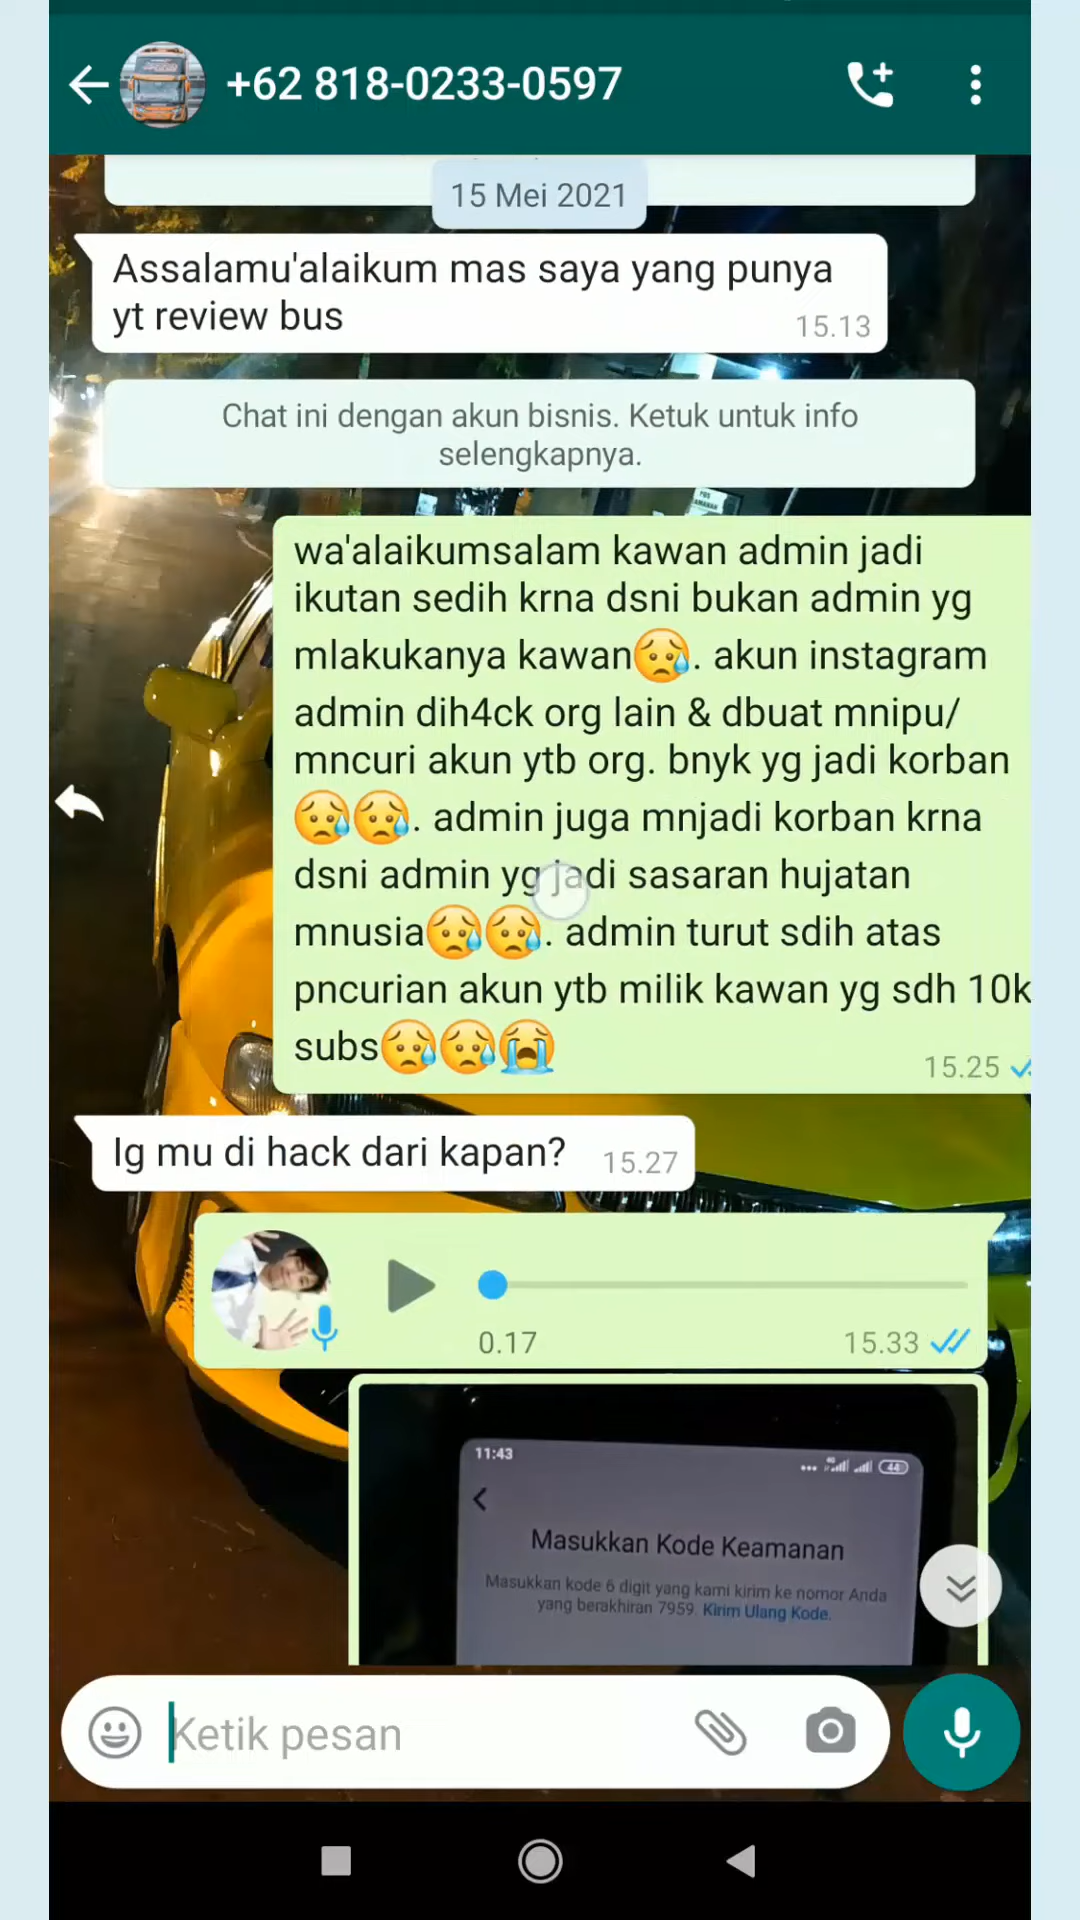 +62 818-0233-0597
15 Mei 2021
Assalamu'alaikum mas saya yang punya
yt review bus
15.13
Chat ini dengan akun bisnis. Ketuk untuk info
selengkapnya.
wa'alaikumsalam kawan admin jadi
ikutan sedih krna dsni bukan admin yg
mlakukanya kawan😥. akun instagram
admin dih4ck org lain & dbuat mnipu/
mncuri akun ytb org. bnyk yg jadi korban
😥😥. admin juga mnjadi korban krna
dsni admin yg jadi sasaran hujatan
mnusia😥😥. admin turut sdih atas
pncurian akun ytb milik kawan yg sdh 10k
subs😥😥😭
15.25
Ig mu di hack dari kapan?
15.27
0.17
15.33
11:43
44
Masukkan Kode Keamanan
Masukkan kode 6 digit yang kami kirim ke nomor Anda
yang berakhiran 7959. Kirim Ulang Kode.
Ketik pesan